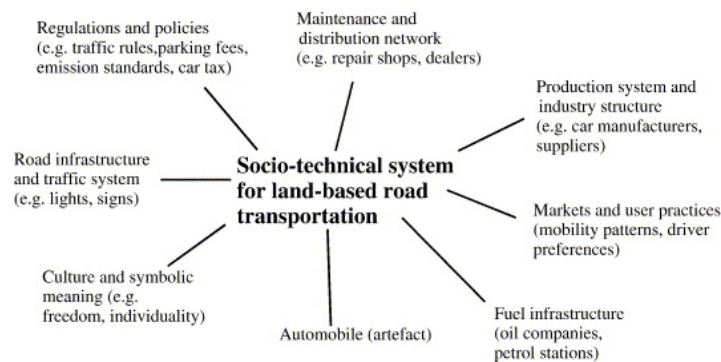 Regulations and policies
(e.g. traffic rules,parking fees,
emission standards, car tax)
Maintenance and
distribution network
(e.g. repair shops, dealers)
Production system and
industry structure
(e.g. car manufacturers,
suppliers)
Road infrastructure
and traffic system
(e.g. lights, signs)
Socio-technical system
for land-based road
transportation
Markets and user practices
(mobility patterns, driver
preferences)
Culture and symbolic
meaning (e.g.
freedom, individuality)
Automobile (artefact)
Fuel infrastructure
(oil companies,
petrol stations)